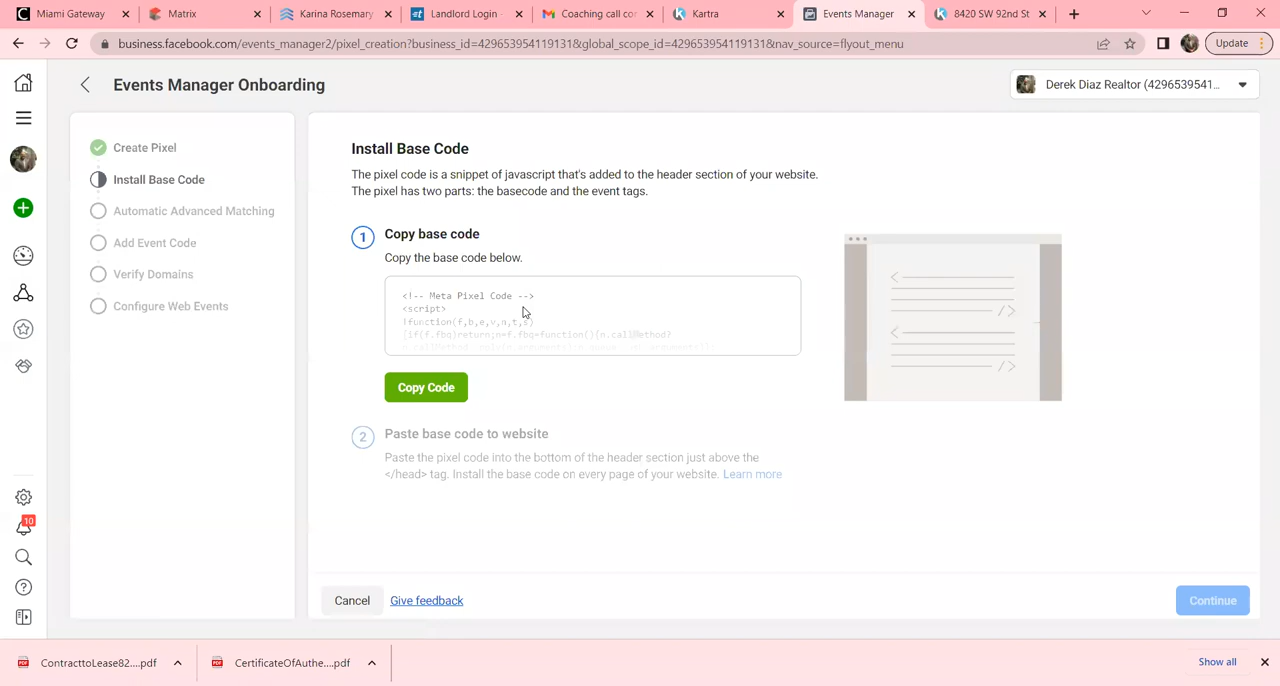 Miami Gateway
Matrix
Karina Rosemary
Landlord Login -
Coaching call cor
Kartra
Events Manager
8420 SW 92nd St
business.facebook.com/events_manager2/pixel_creation?business_id=429653954119131&global_scope_id=429653954119131&nav_source=flyout_menu
Update
Events Manager Onboarding
Derek Diaz Realtor (4296539541...
Create Pixel
Install Base Code
Automatic Advanced Matching
Add Event Code
Verify Domains
Configure Web Events
Install Base Code
The pixel code is a snippet of javascript that's added to the header section of your website.
The pixel has two parts: the basecode and the event tags.
1
Copy base code
Copy the base code below.
<!-- Meta Pixel Code -->
<script>
!function(f,b,e,v,n,t,s)
{if(f.fbq)return;n=f.fbq=function(){n.callMethod?
Copy Code
2
Paste base code to website
Paste the pixel code into the bottom of the header section just above the
</head> tag. Install the base code on every page of your website. Learn more
10
Cancel
Give feedback
Continue
ContracttoLease82....pdf
CertificateOfAuthe....pdf
Show all